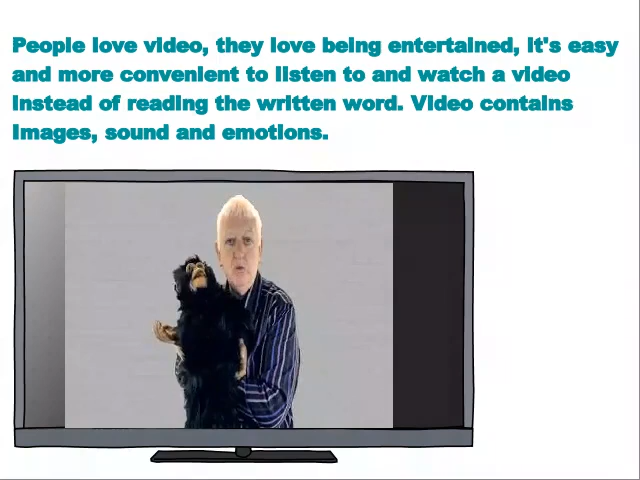 People love video, they love being entertained, it's easy
and more convenient to listen to and watch a video
instead of reading the written word. Video contains
images, sound and emotions.